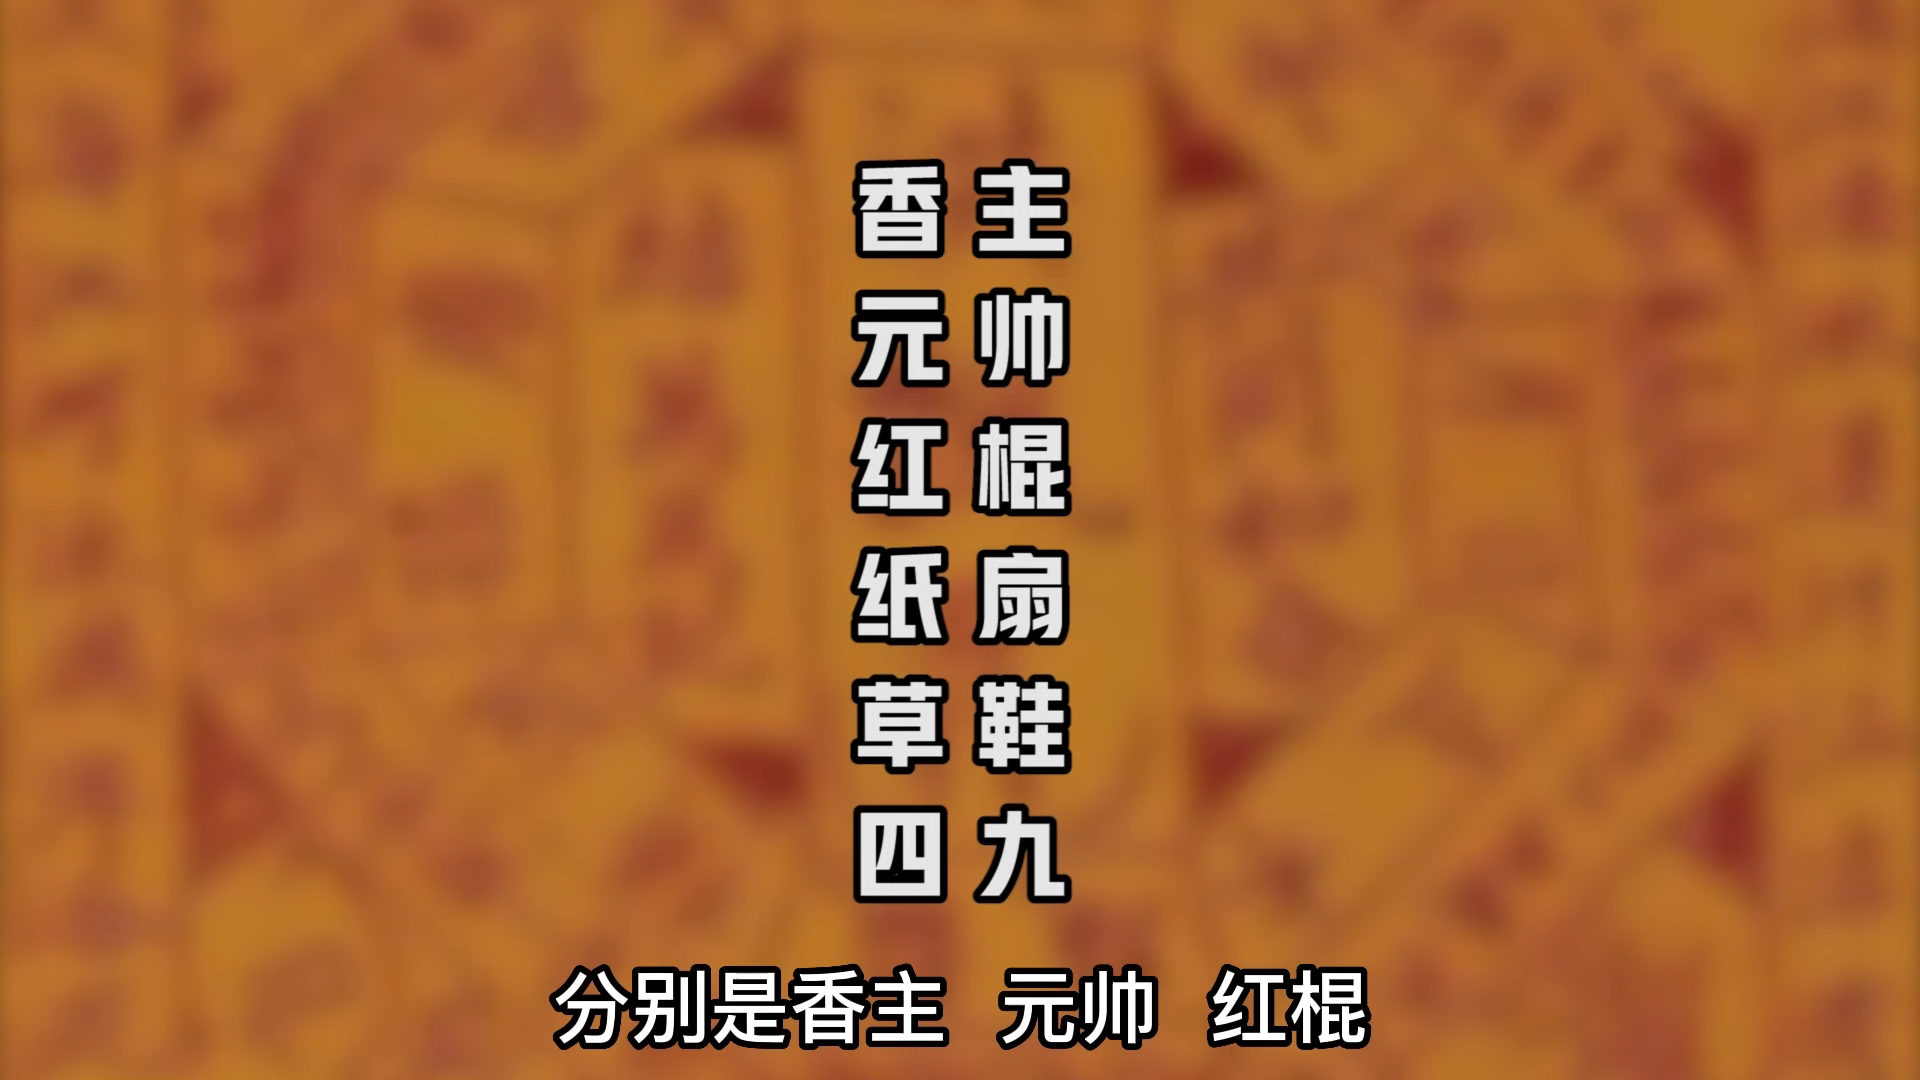 香主
元帅
红棍
纸扇
草鞋
四九
分别是香主 元帅 红棍